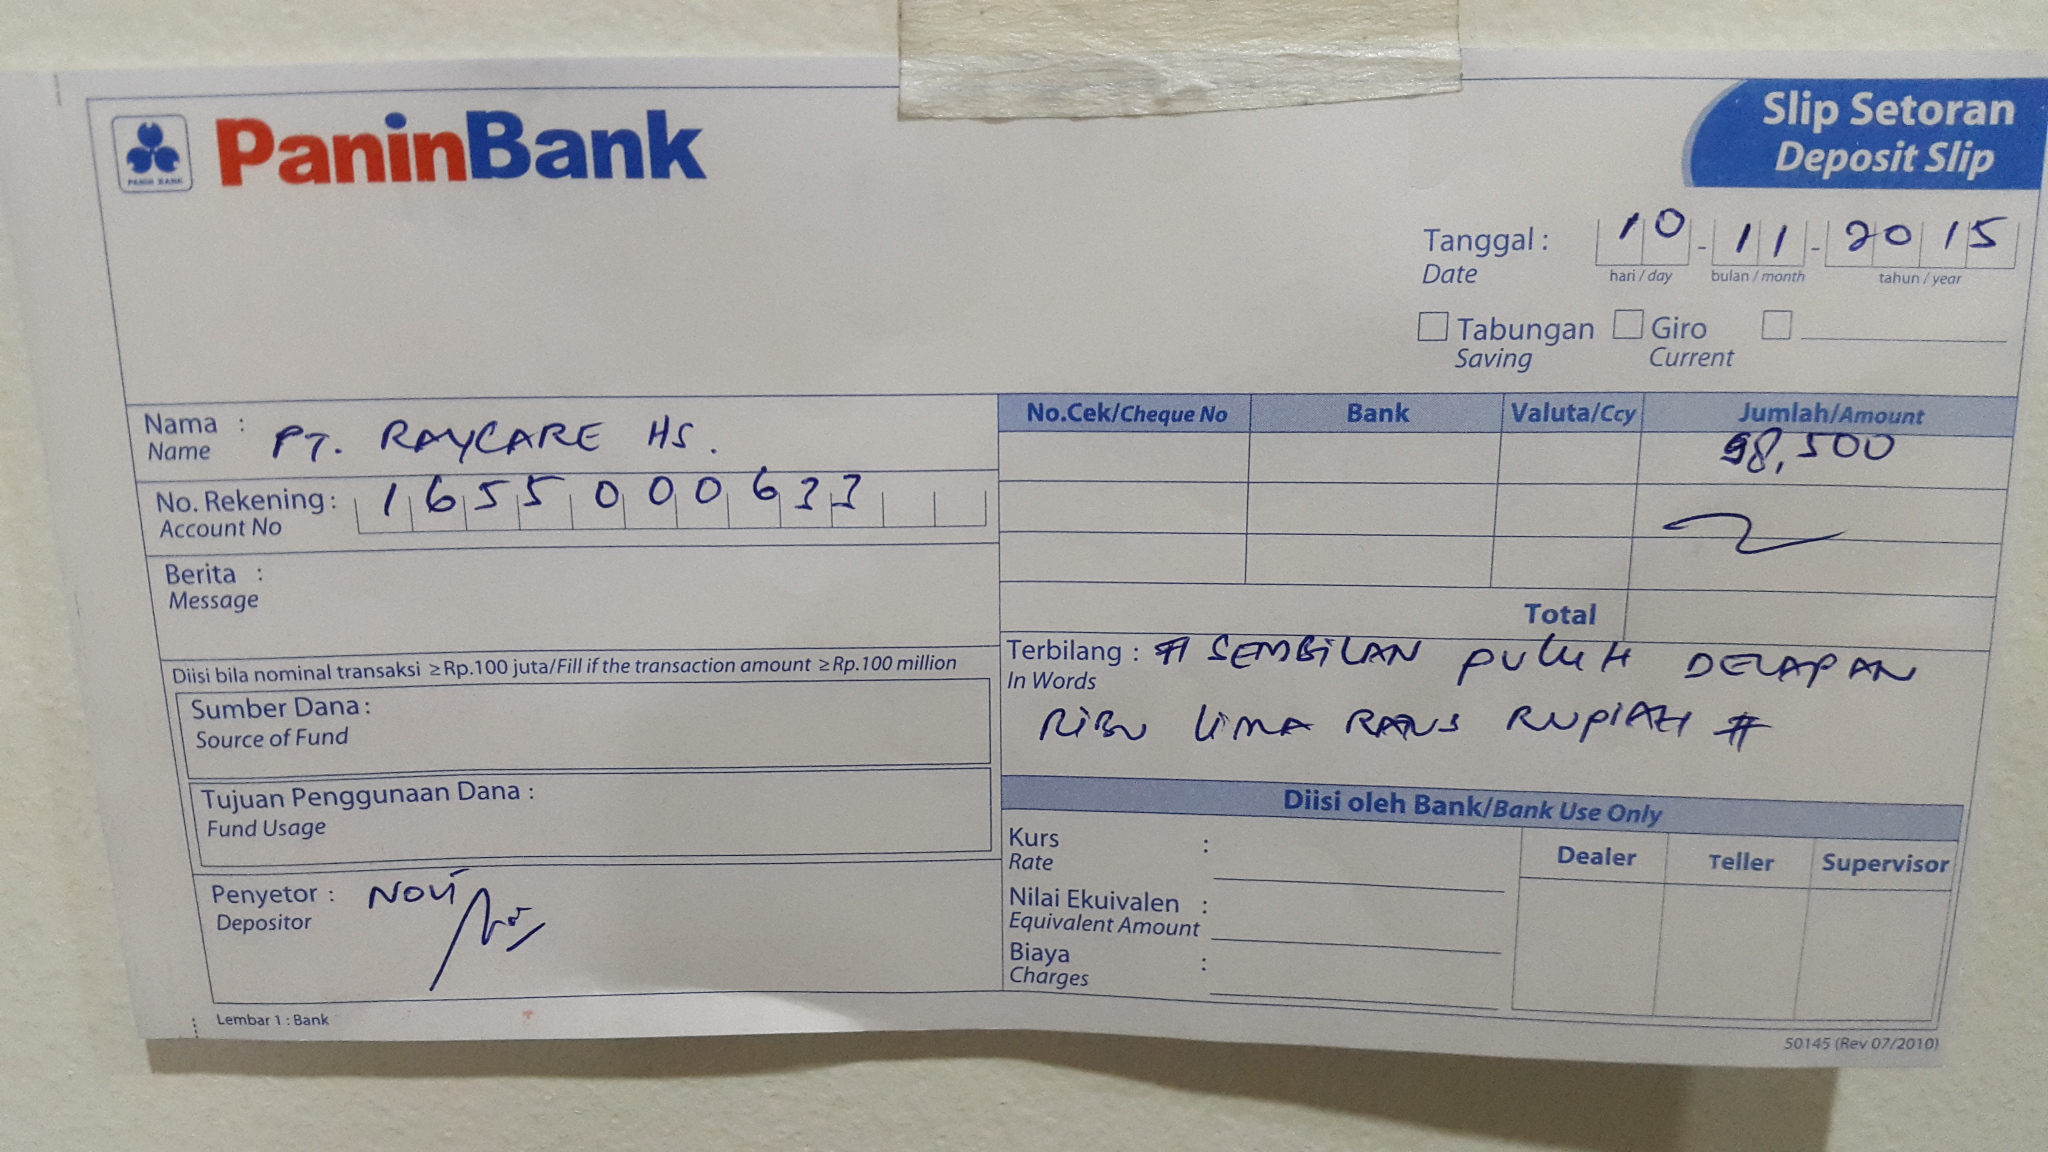 PANIN BANK
PaninBank
Slip Setoran
Deposit Slip
Tanggal : 10 - 11 - 2015
Date hari / day bulan / month tahun / year
Tabungan Giro
Saving Current
Nama : PT. RAYCARE HS.
Name
No. Rekening : 1655000633
Account No
Berita :
Message
No.Cek/Cheque No Bank Valuta/Ccy Jumlah/Amount
98,500
Total
Terbilang : # SEMBILAN PULUH DELAPAN
In Words
RIBU LIMA RATUS RUPIAH #
Diisi bila nominal transaksi ≥Rp.100 juta/Fill if the transaction amount ≥Rp.100 million
Sumber Dana :
Source of Fund
Tujuan Penggunaan Dana :
Fund Usage
Penyetor : NOVI
Depositor
Diisi oleh Bank/Bank Use Only
Kurs :
Rate
Nilai Ekuivalen :
Equivalent Amount
Biaya :
Charges
Dealer Teller Supervisor
Lembar 1 : Bank
50145 (Rev 07/2010)